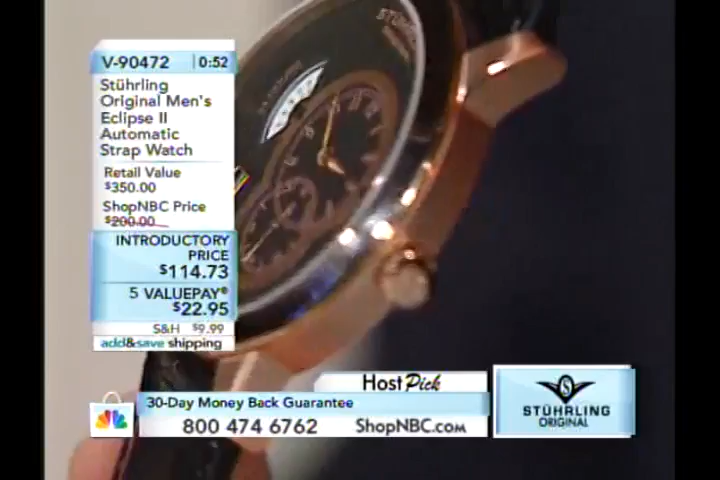 V-90472 0:52
Stührling
Original Men's
Eclipse II
Automatic
Strap Watch
Retail Value
$350.00
ShopNBC Price
$200.00
INTRODUCTORY
PRICE
$114.73
5 VALUEPAY®
$22.95
S&H $9.99
add&save shipping
HostPick
30-Day Money Back Guarantee
800 474 6762 ShopNBC.com
S
STÜHRLING
ORIGINAL
STÜHRLING